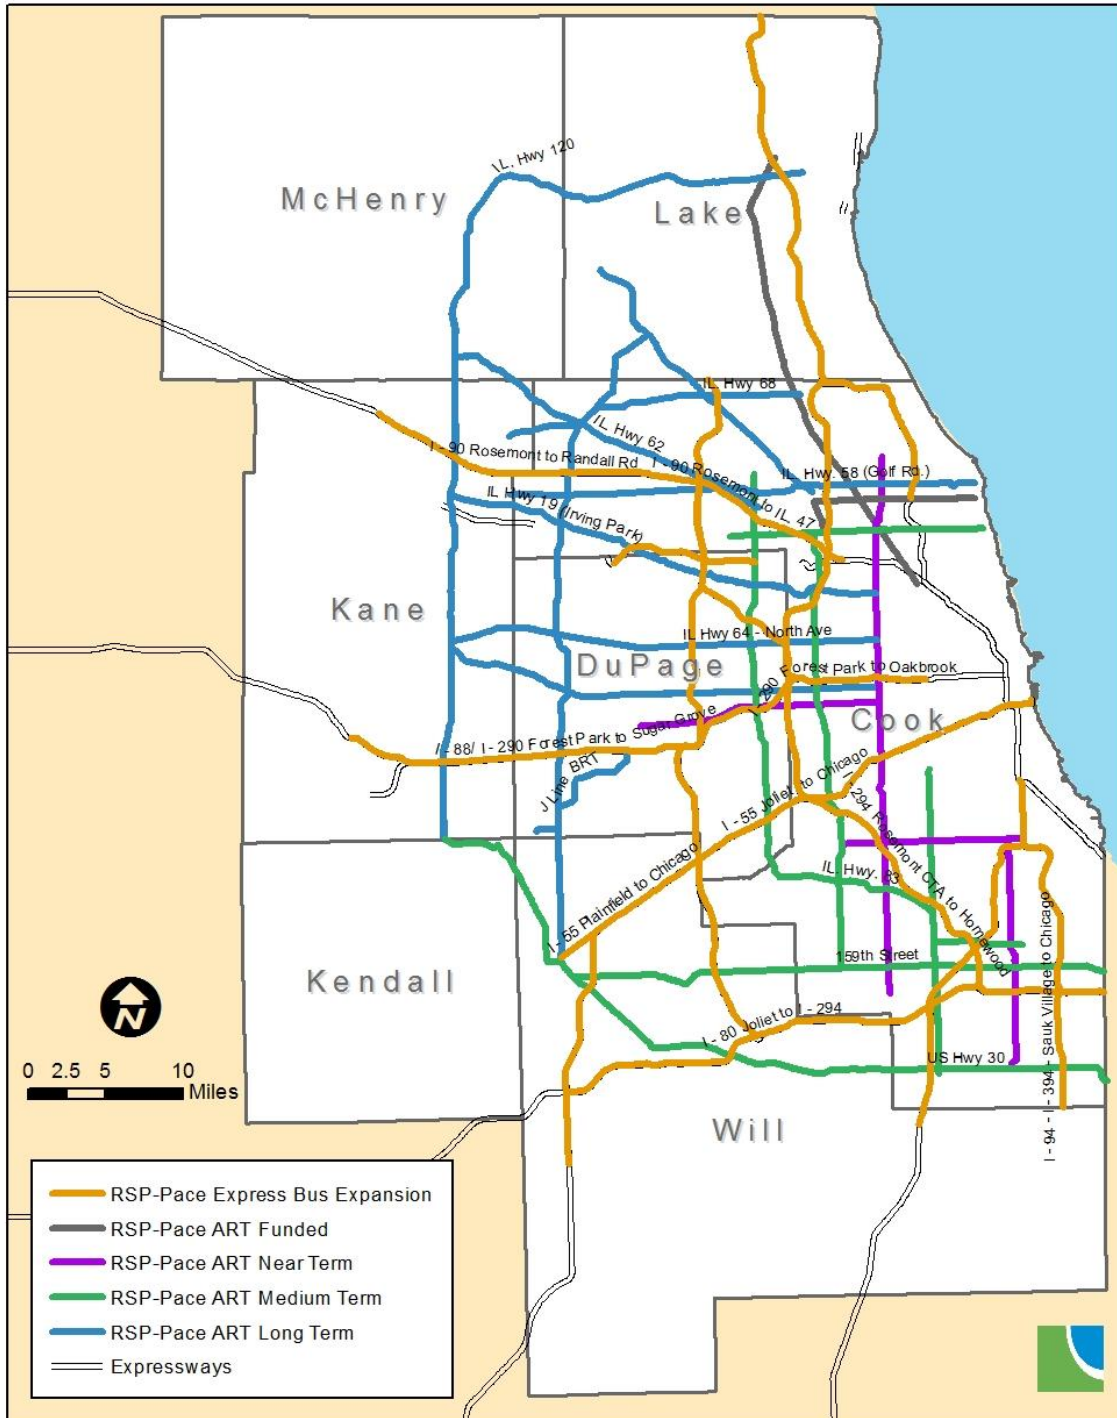 IL. Hwy 120
McHenry
Lake
IL. Hwy 68
IL Hwy 62
I - 90 Rosemont to Randall Rd
I - 90 Rosemont to IL. 47
IL. Hwy. 58 (Golf Rd.)
IL Hwy 19 (Irving Park)
Kane
IL Hwy 64 - North Ave
DuPage
I - 290 Forest Park to Oakbrook
Cook
I - 88/ I - 290 Forest Park to Sugar Grove
J Line BRT
I - 55 Joliet to Chicago
I - 294 Rosemont CTA to Homewood
I - 55 Plainfield to Chicago
IL. Hwy. 83
159th Street
I - 94 - I - 394 - Sauk Village to Chicago
Kendall
I - 80 Joliet to I - 294
US Hwy 30
N
0 2.5 5 10
Miles
Will
RSP-Pace Express Bus Expansion
RSP-Pace ART Funded
RSP-Pace ART Near Term
RSP-Pace ART Medium Term
RSP-Pace ART Long Term
Expressways